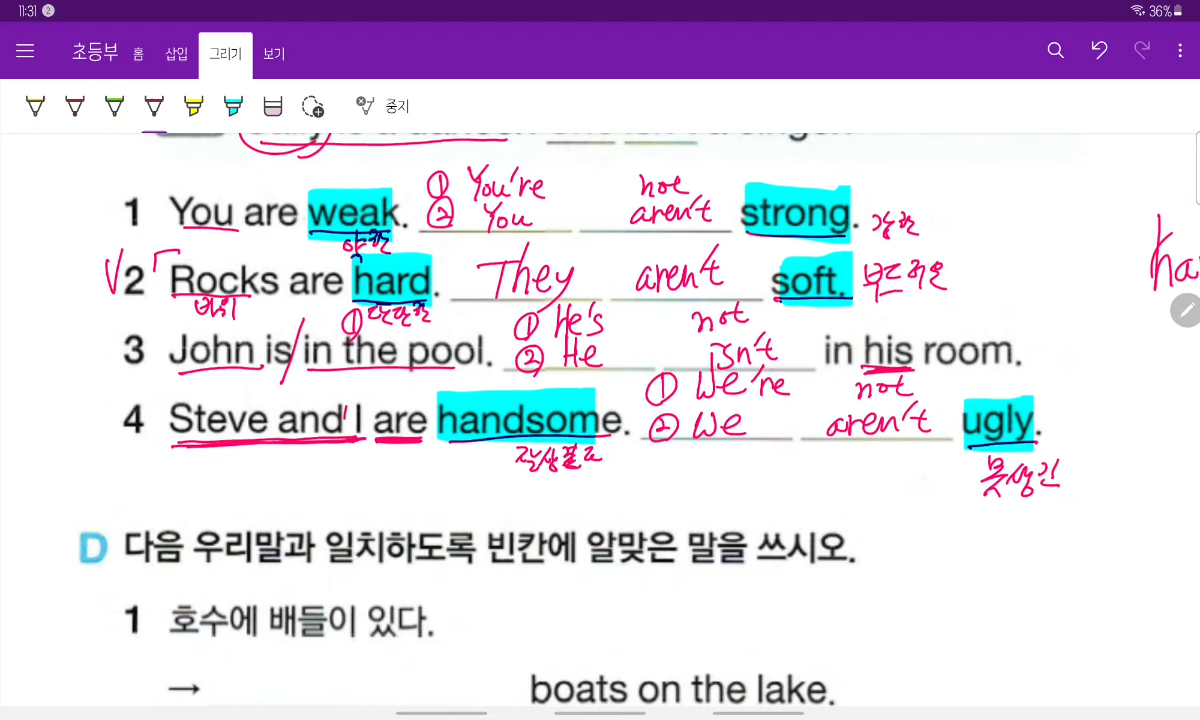 11:31 2 36%
초등부 홈 삽입 그리기 보기
중지
① You're not
1 You are weak. ② You aren't strong. 강한
약한
√2 Rocks are hard. They aren't soft. 부드러운
바위 단단한
① He's not
3 John is/in the pool. ② He isn't in his room.
① We're not
4 Steve and I are handsome. ② We aren't ugly.
잘생긴 못생긴
D 다음 우리말과 일치하도록 빈칸에 알맞은 말을 쓰시오.
1 호수에 배들이 있다.
→ boats on the lake.